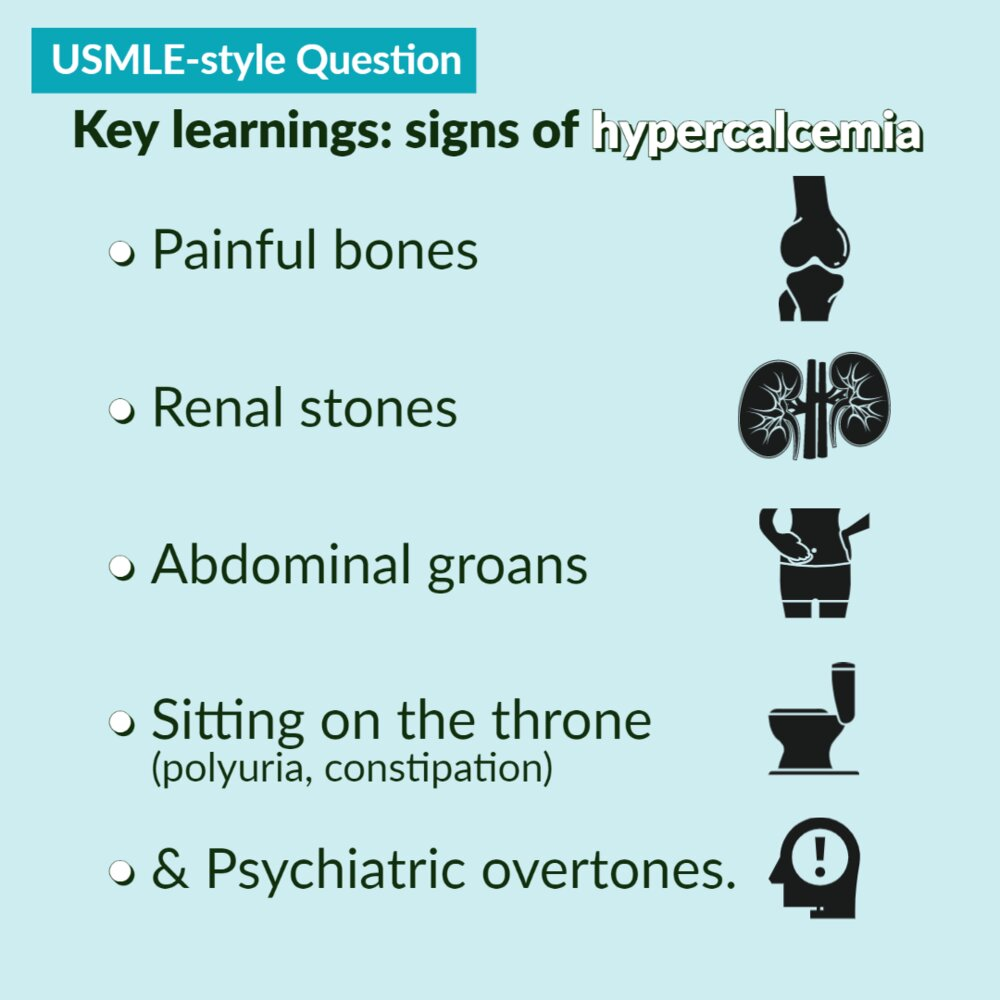 USMLE-style Question
Key learnings: signs of hypercalcemia
Painful bones
Renal stones
Abdominal groans
Sitting on the throne
(polyuria, constipation)
& Psychiatric overtones.